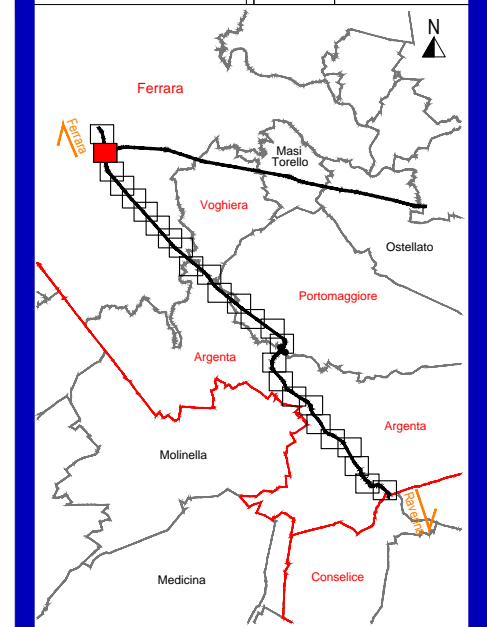 N
Ferrara
Ferrara
Masi
Torello
Voghiera
Ostellato
Portomaggiore
Argenta
Argenta
Molinella
Ravenna
Medicina
Conselice